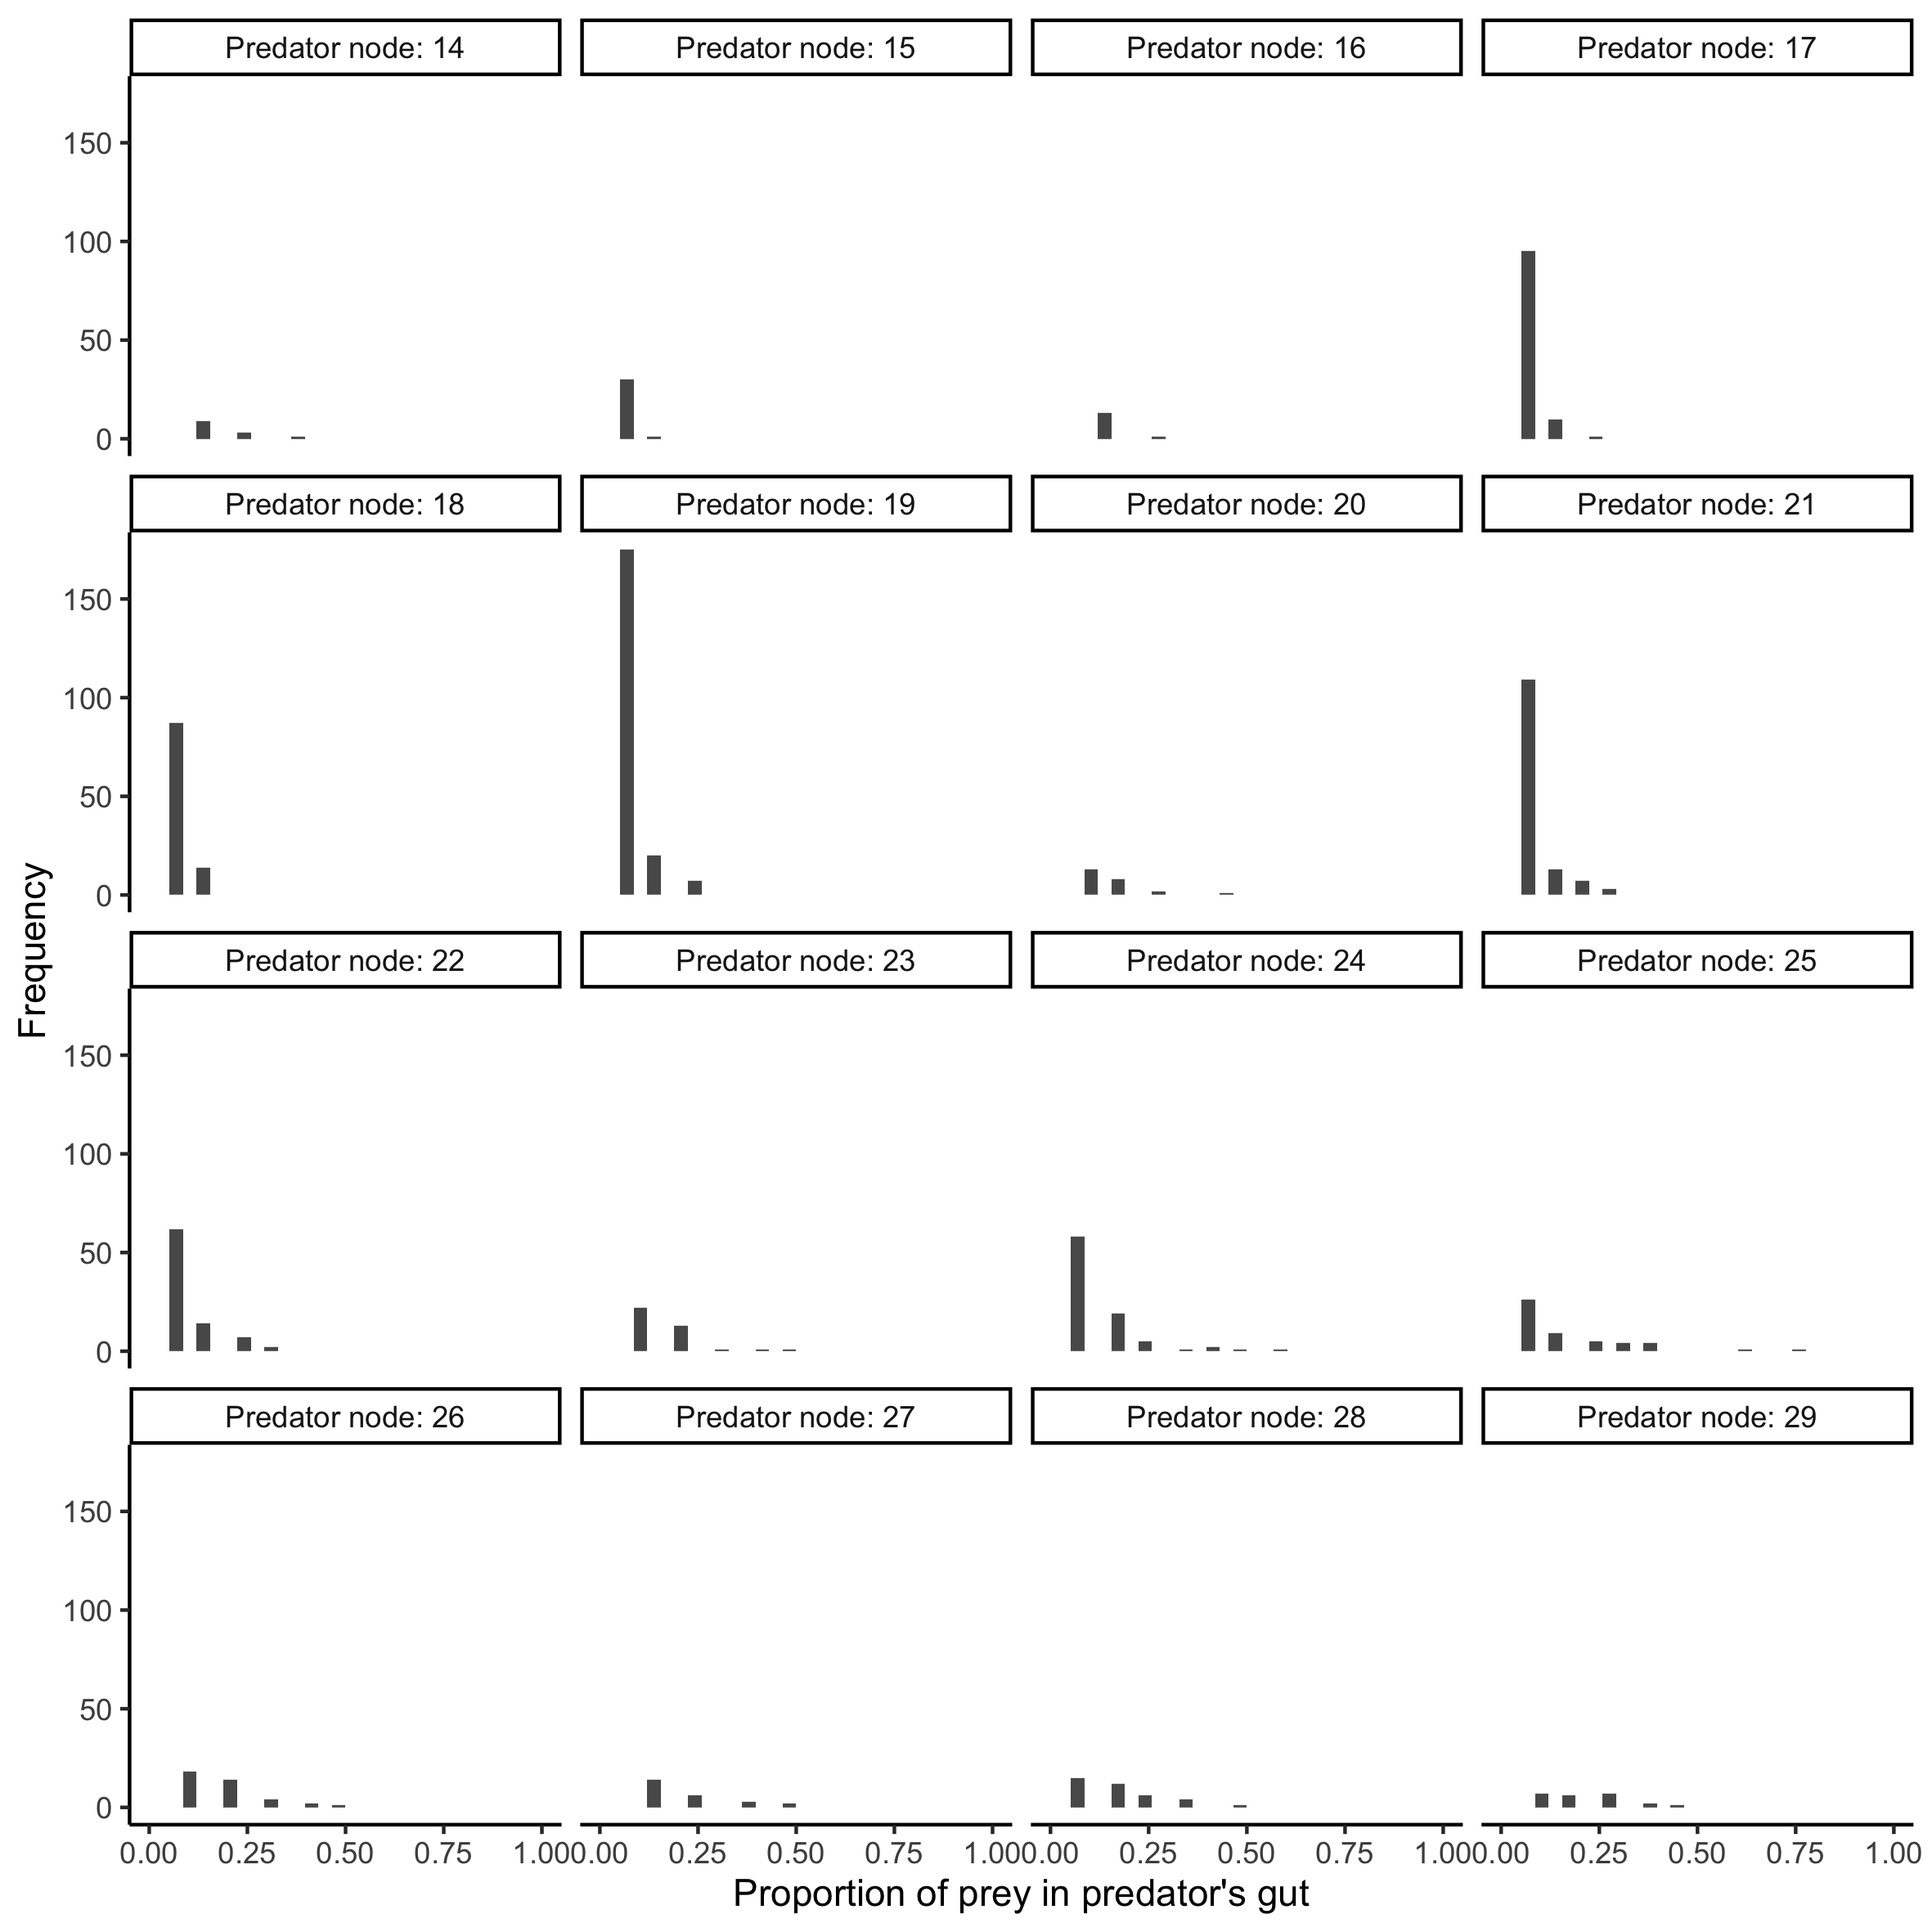 Predator node: 14
Predator node: 15
Predator node: 16
Predator node: 17
150
100
50
0
Predator node: 18
Predator node: 19
Predator node: 20
Predator node: 21
150
100
50
0
Predator node: 22
Predator node: 23
Predator node: 24
Predator node: 25
150
100
50
0
Predator node: 26
Predator node: 27
Predator node: 28
Predator node: 29
150
100
50
0
0.00 0.25 0.50 0.75 1.00
0.00 0.25 0.50 0.75 1.00
0.00 0.25 0.50 0.75 1.00
0.00 0.25 0.50 0.75 1.00
Proportion of prey in predator's gut
Frequency